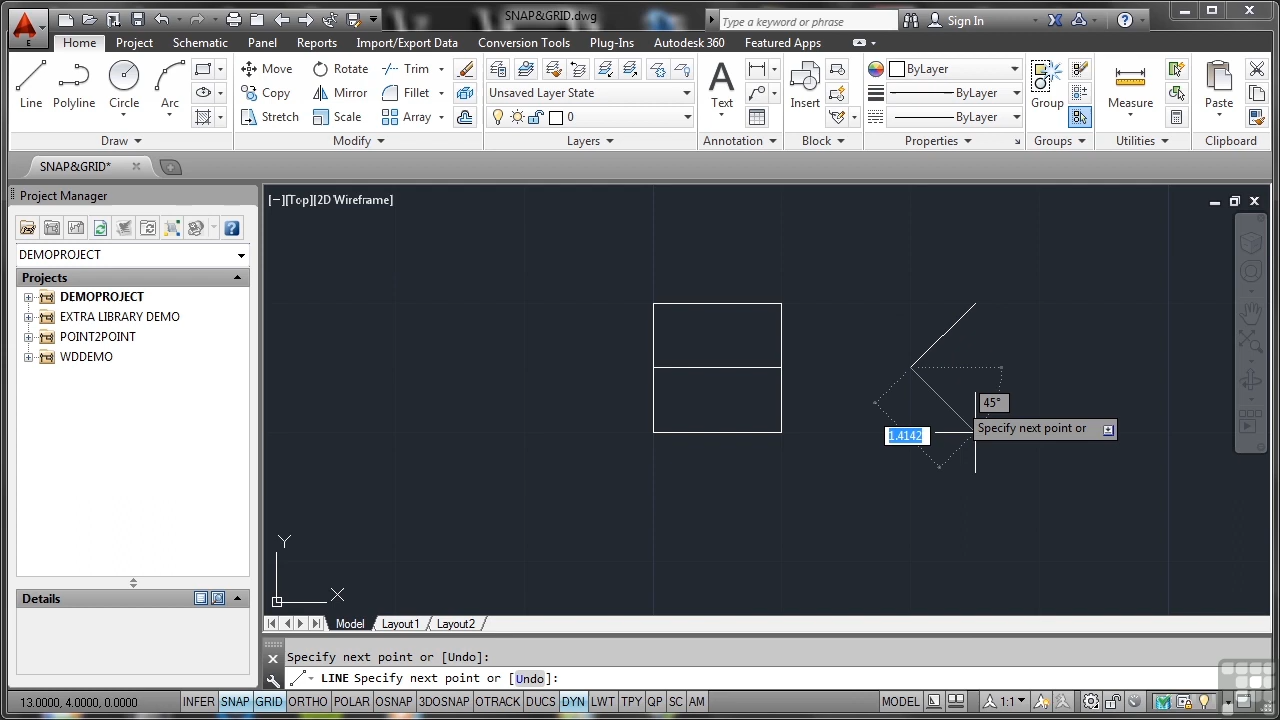 SNAP&GRID.dwg
Type a keyword or phrase
Sign In
E
Home Project Schematic Panel Reports Import/Export Data Conversion Tools Plug-Ins Autodesk 360 Featured Apps
Line Polyline Circle Arc
Move Rotate Trim
Copy Mirror Fillet
Stretch Scale Array
Unsaved Layer State
0
Text
Insert
ByLayer
ByLayer
ByLayer
Group
Measure
Paste
Draw Modify Layers Annotation Block Properties Groups Utilities Clipboard
SNAP&GRID*
Project Manager
DEMOPROJECT
Projects
DEMOPROJECT
EXTRA LIBRARY DEMO
POINT2POINT
WDDEMO
Details
[−][Top][2D Wireframe]
45°
1.4142
Specify next point or
Y
X
Model Layout1 Layout2
Specify next point or [Undo]:
LINE Specify next point or [Undo]:
13.0000, 4.0000, 0.0000 INFER SNAP GRID ORTHO POLAR OSNAP 3DOSNAP OTRACK DUCS DYN LWT TPY QP SC AM MODEL 1:1